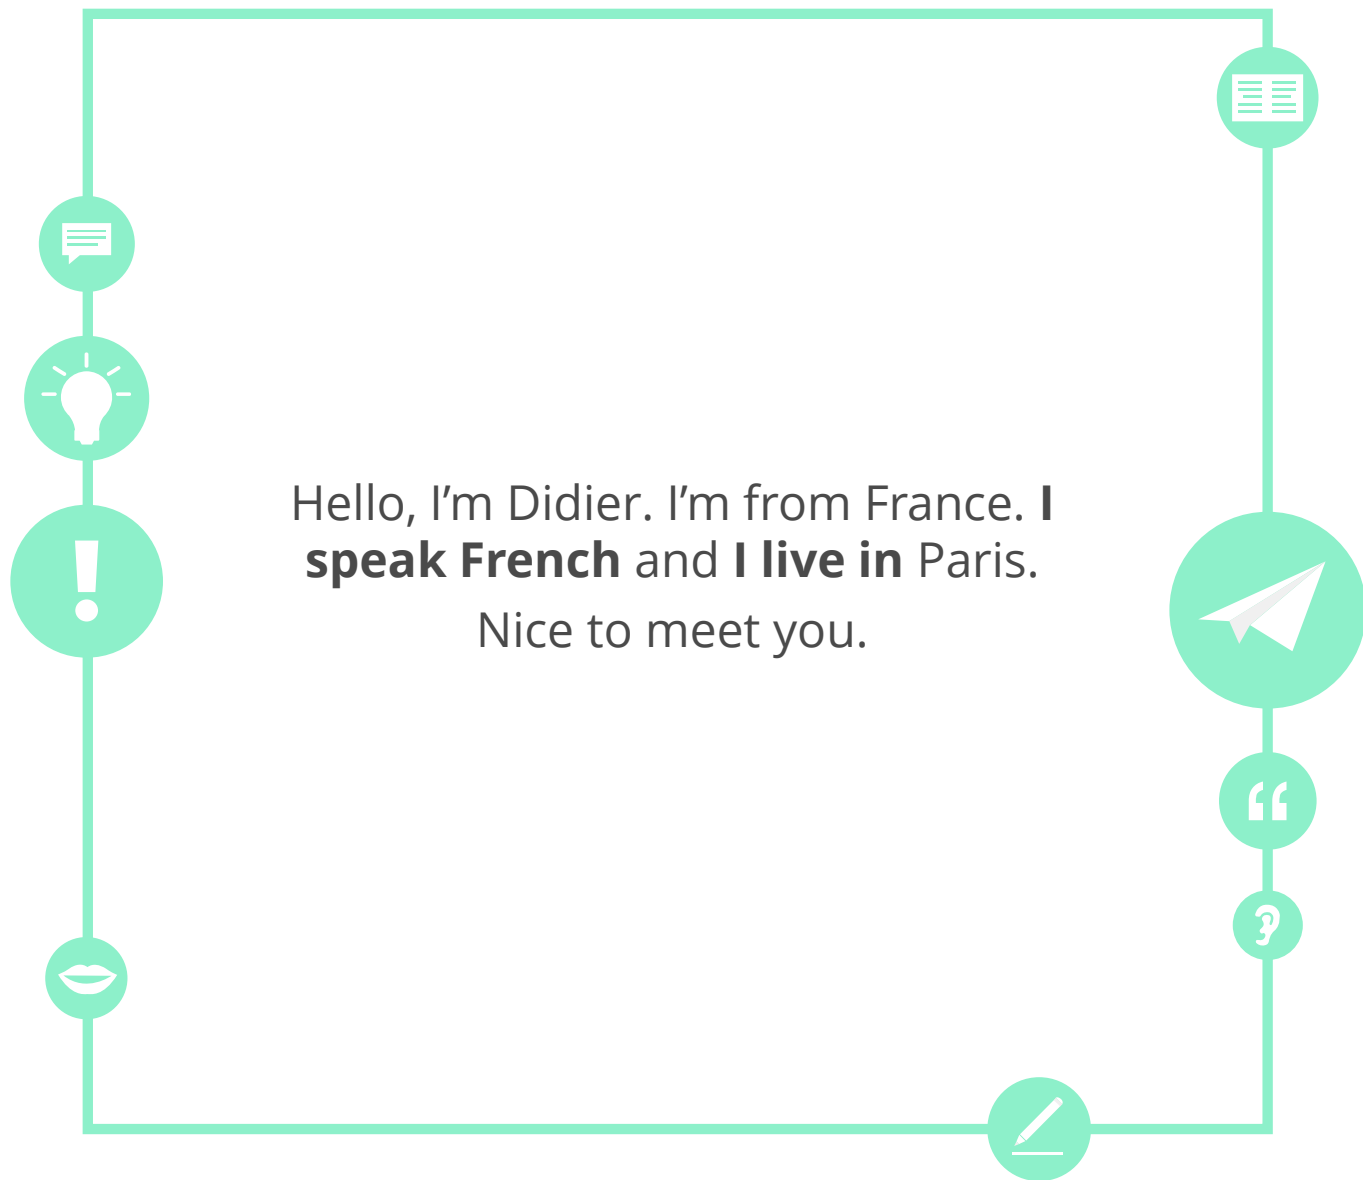 Hello, I’m Didier. I’m from France. I
speak French and I live in Paris.
Nice to meet you.